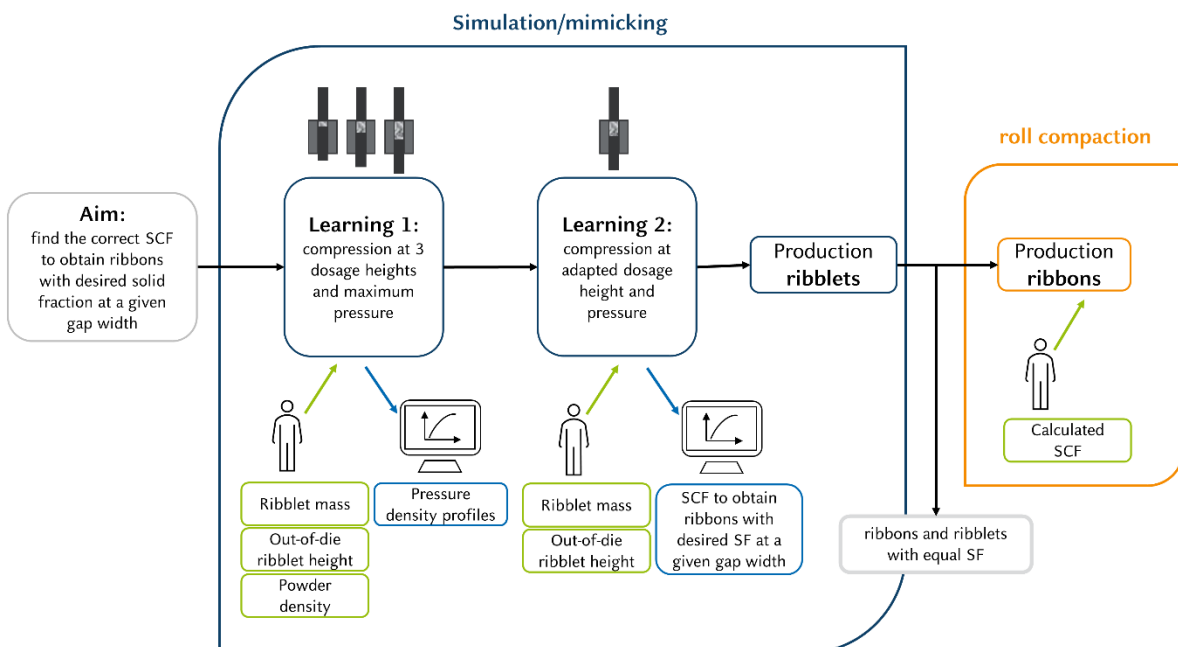 Simulation/mimicking
roll compaction
Aim:
find the correct SCF
to obtain ribbons
with desired solid
fraction at a given
gap width
Learning 1:
compression at 3
dosage heights
and maximum
pressure
Learning 2:
compression at
adapted dosage
height and
pressure
Production
ribblets
Production
ribbons
Ribblet mass
Out-of-die
ribblet height
Powder
density
Pressure
density profiles
Ribblet mass
Out-of-die
ribblet height
SCF to obtain
ribbons with
desired SF at a
given gap width
Calculated
SCF
ribbons and ribblets
with equal SF